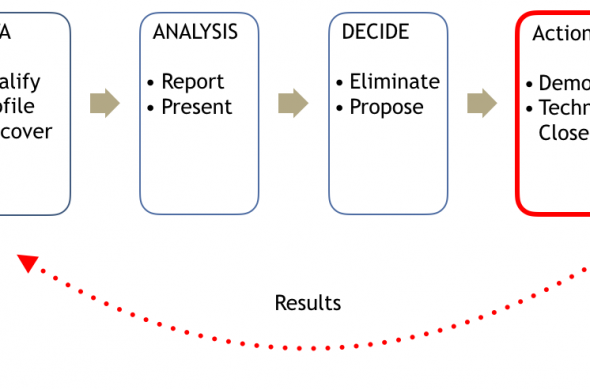 A
alify
ofile
cover
ANALYSIS
• Report
• Present
DECIDE
• Eliminate
• Propose
Action
• Demo
• Techn
Close
Results